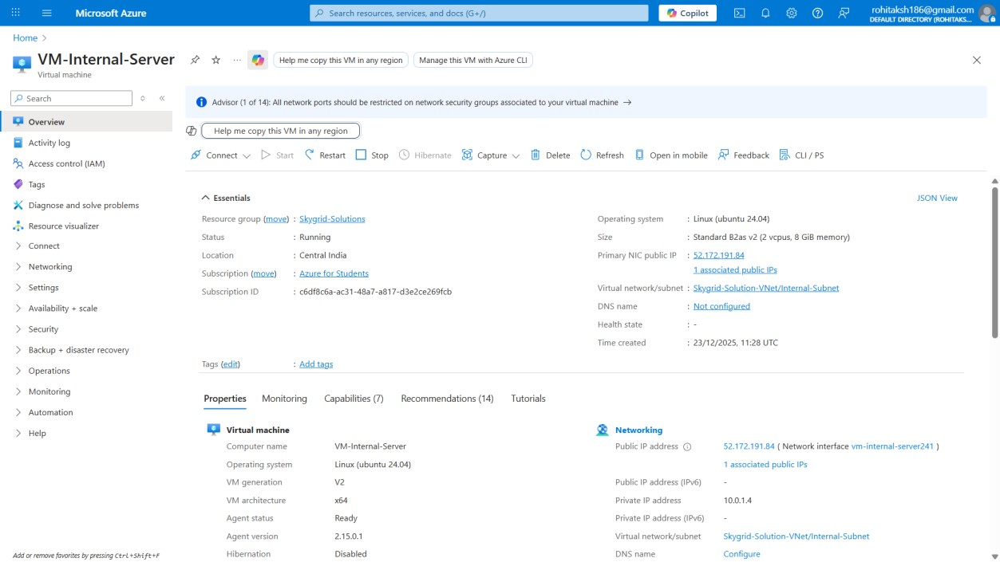 Microsoft Azure
Search resources, services, and docs (G+/)
Copilot
rohitaksh186@gmail.com
DEFAULT DIRECTORY (ROHITAKS...
Home
VM-Internal-Server
Virtual machine
Help me copy this VM in any region
Manage this VM with Azure CLI
Search
Overview
Activity log
Access control (IAM)
Tags
Diagnose and solve problems
Resource visualizer
Connect
Networking
Settings
Availability + scale
Security
Backup + disaster recovery
Operations
Monitoring
Automation
Help
Add or remove favorites by pressing Ctrl+Shift+F
Advisor (1 of 14): All network ports should be restricted on network security groups associated to your virtual machine
Help me copy this VM in any region
Connect Start Restart Stop Hibernate Capture Delete Refresh Open in mobile Feedback CLI / PS
Essentials
JSON View
Resource group (move) : Skygrid-Solutions
Status : Running
Location : Central India
Subscription (move) : Azure for Students
Subscription ID : c6df8c6a-ac31-48a7-a817-d3e2ce269fcb
Operating system : Linux (ubuntu 24.04)
Size : Standard B2as v2 (2 vcpus, 8 GiB memory)
Primary NIC public IP : 52.172.191.84
1 associated public IPs
Virtual network/subnet : Skygrid-Solution-VNet/Internal-Subnet
DNS name : Not configured
Health state : -
Time created : 23/12/2025, 11:28 UTC
Tags (edit) : Add tags
Properties Monitoring Capabilities (7) Recommendations (14) Tutorials
Virtual machine
Computer name VM-Internal-Server
Operating system Linux (ubuntu 24.04)
VM generation V2
VM architecture x64
Agent status Ready
Agent version 2.15.0.1
Hibernation Disabled
Networking
Public IP address 52.172.191.84 ( Network interface vm-internal-server241 )
1 associated public IPs
Public IP address (IPv6) -
Private IP address 10.0.1.4
Private IP address (IPv6) -
Virtual network/subnet Skygrid-Solution-VNet/Internal-Subnet
DNS name Configure